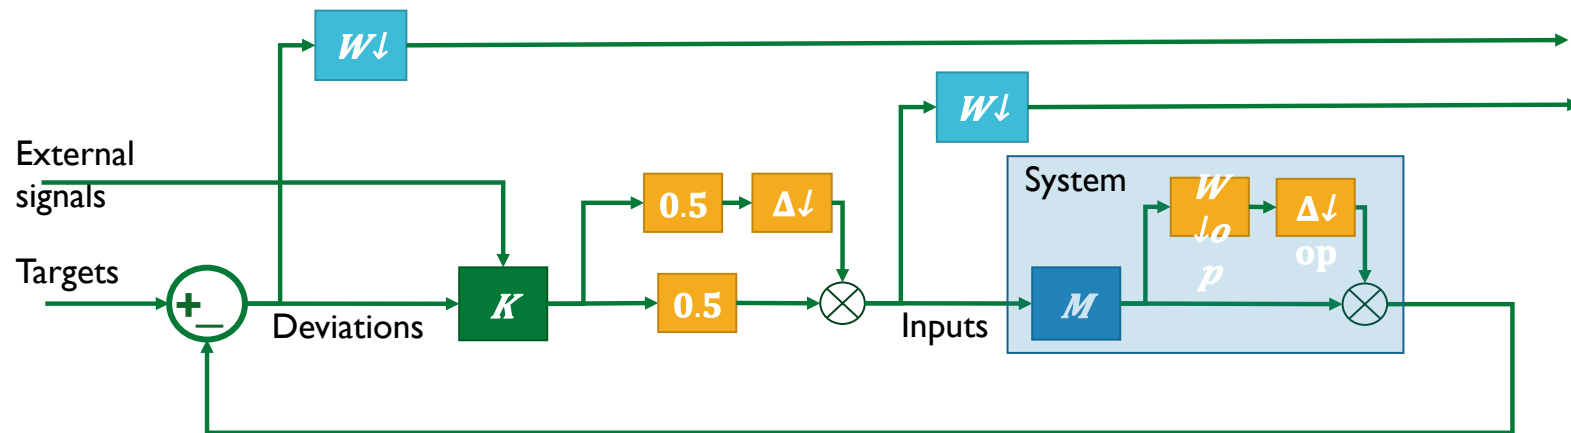 W↓
W↓
External
signals
System
0.5
Δ↓
W
↓o
p
Δ↓
op
Targets
+
_
Deviations
K
0.5
Inputs
M